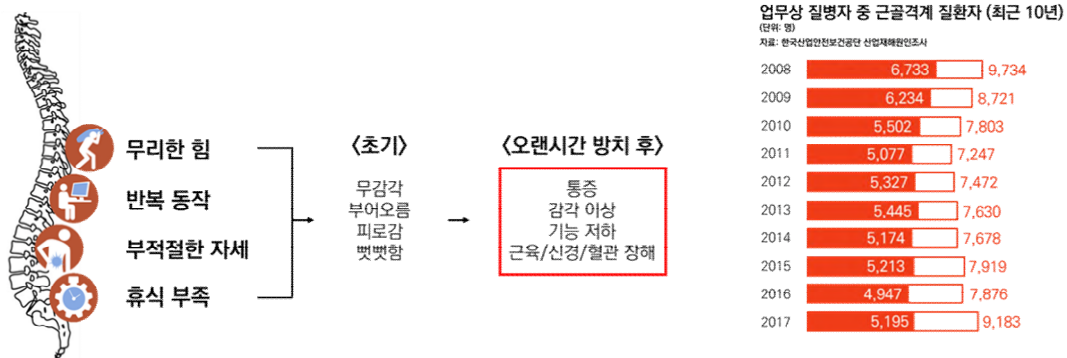 무리한 힘
반복 동작
부적절한 자세
휴식 부족
<초기>
무감각
부어오름
피로감
뻣뻣함
<오랜시간 방치 후>
통증
감각 이상
기능 저하
근육/신경/혈관 장해
업무상 질병자 중 근골격계 질환자 (최근 10년)
(단위: 명)
자료: 한국산업안전보건공단 산업재해원인조사
2008 6,733 9,734
2009 6,234 8,721
2010 5,502 7,803
2011 5,077 7,247
2012 5,327 7,472
2013 5,445 7,630
2014 5,174 7,678
2015 5,213 7,919
2016 4,947 7,876
2017 5,195 9,183